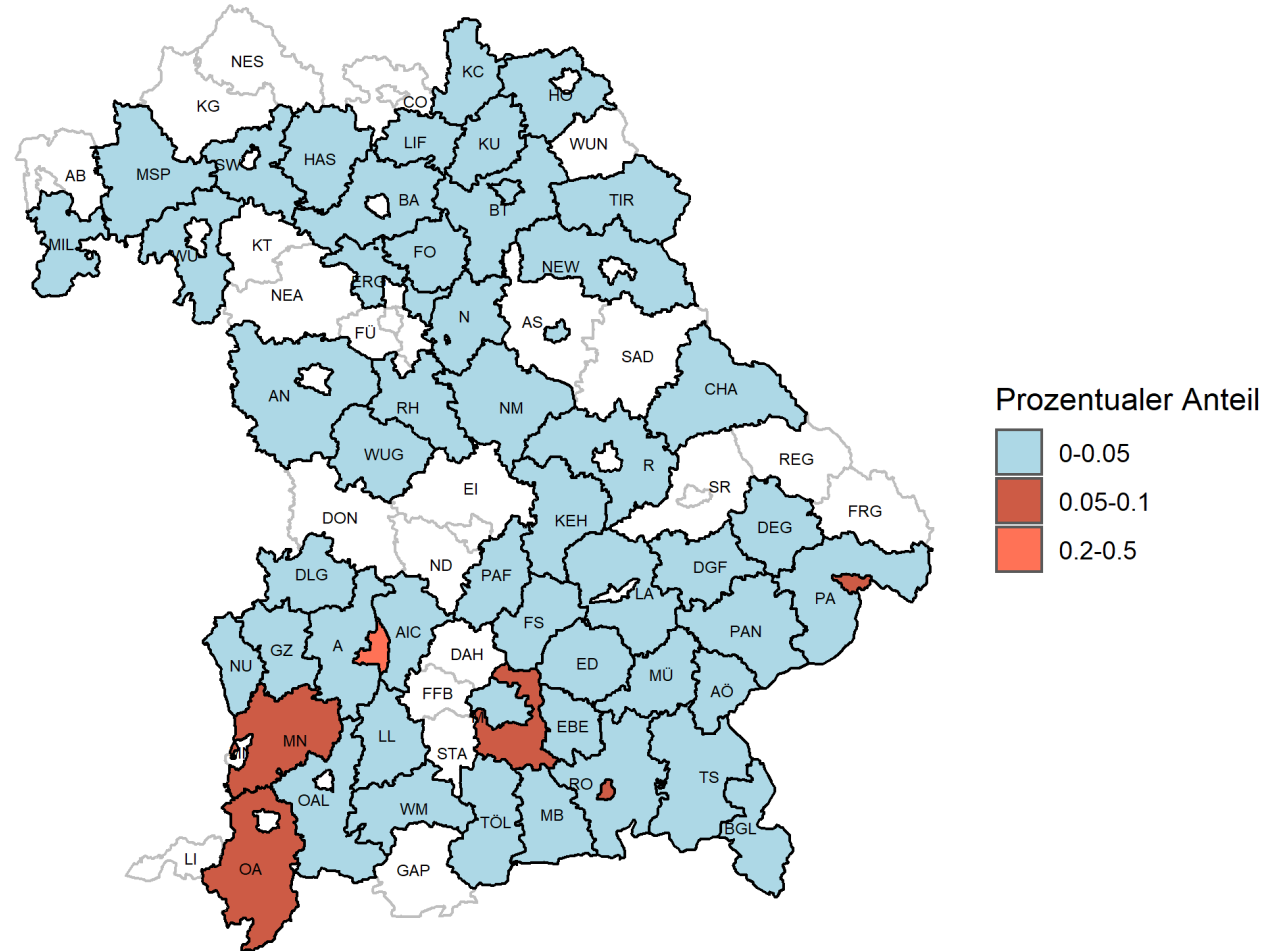 NES
KC
HO
KG
CO
WUN
LIF
KU
HAS
SW
MSP
AB
BA
BT
TIR
MIL
WÜ
KT
FO
NEW
ERC
NEA
N
FÜ
AS
SAD
AN
RH
NM
CHA
WUG
R
REG
EI
SR
DON
KEH
FRG
DEG
ND
PAF
DGF
DLG
LA
PA
FS
AIC
PAN
A
DAH
GZ
ED
NU
MÜ
FFB
AÖ
EBE
LL
MN
STA
TS
RO
OAL
WM
TÖL
MB
BGL
LI
OA
GAP
Prozentualer Anteil
0-0.05
0.05-0.1
0.2-0.5